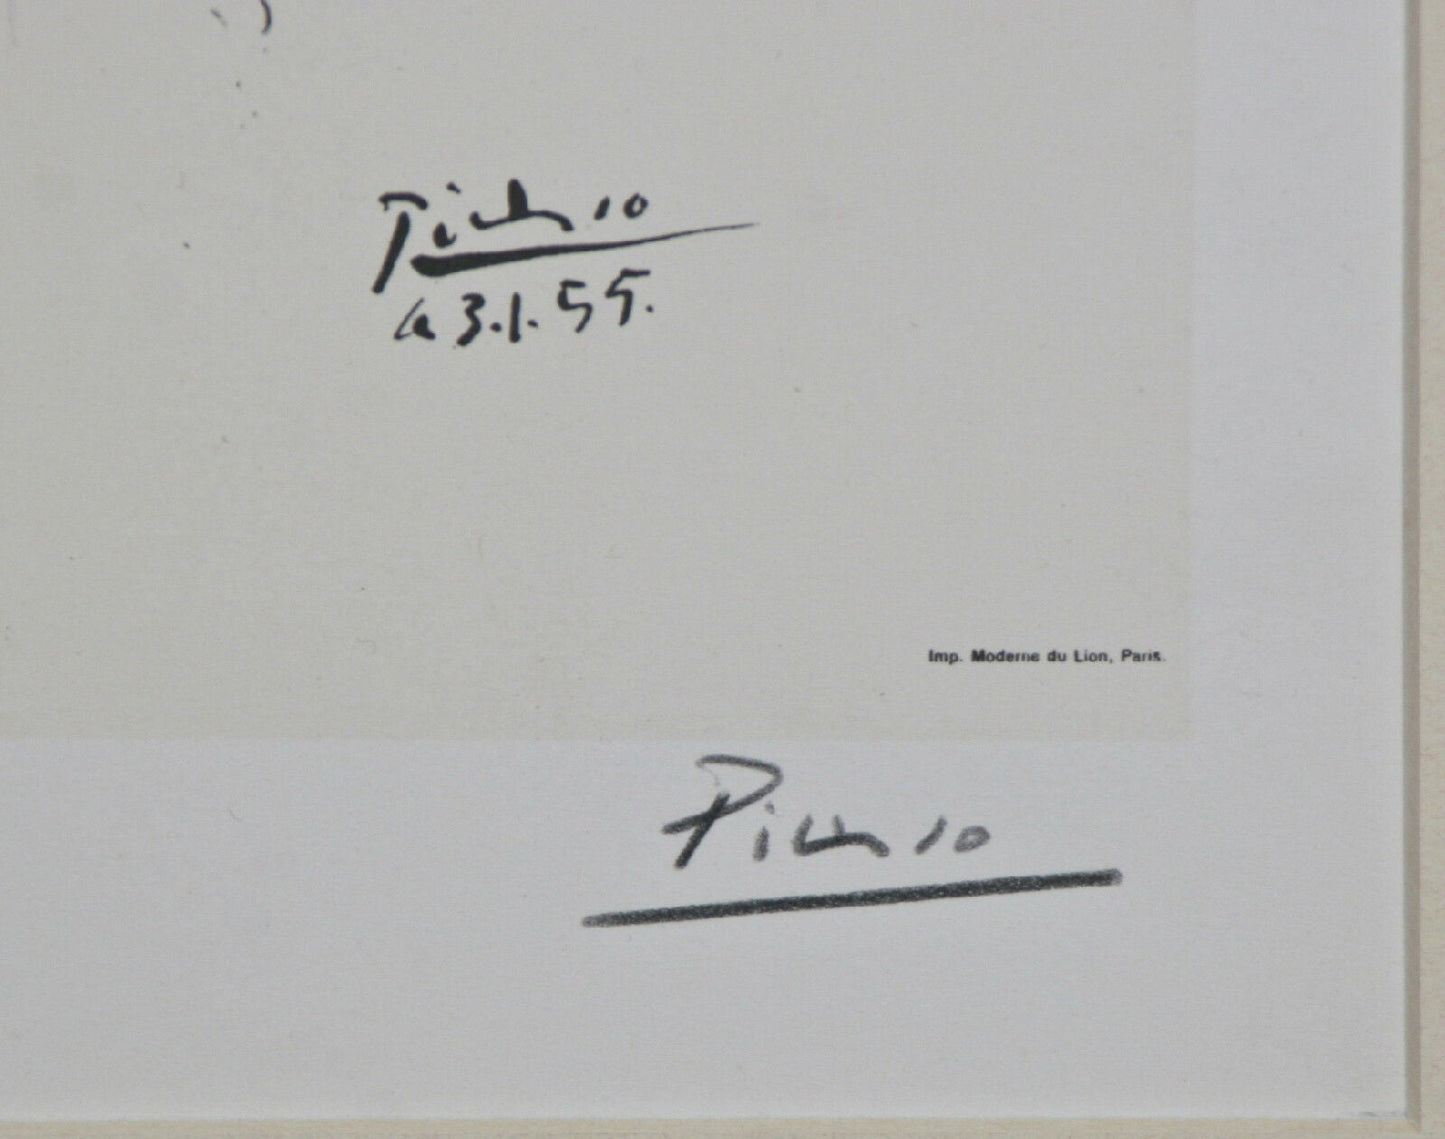 Picasso
le 3.1.55.
Imp. Moderne du Lion, Paris.
Picasso